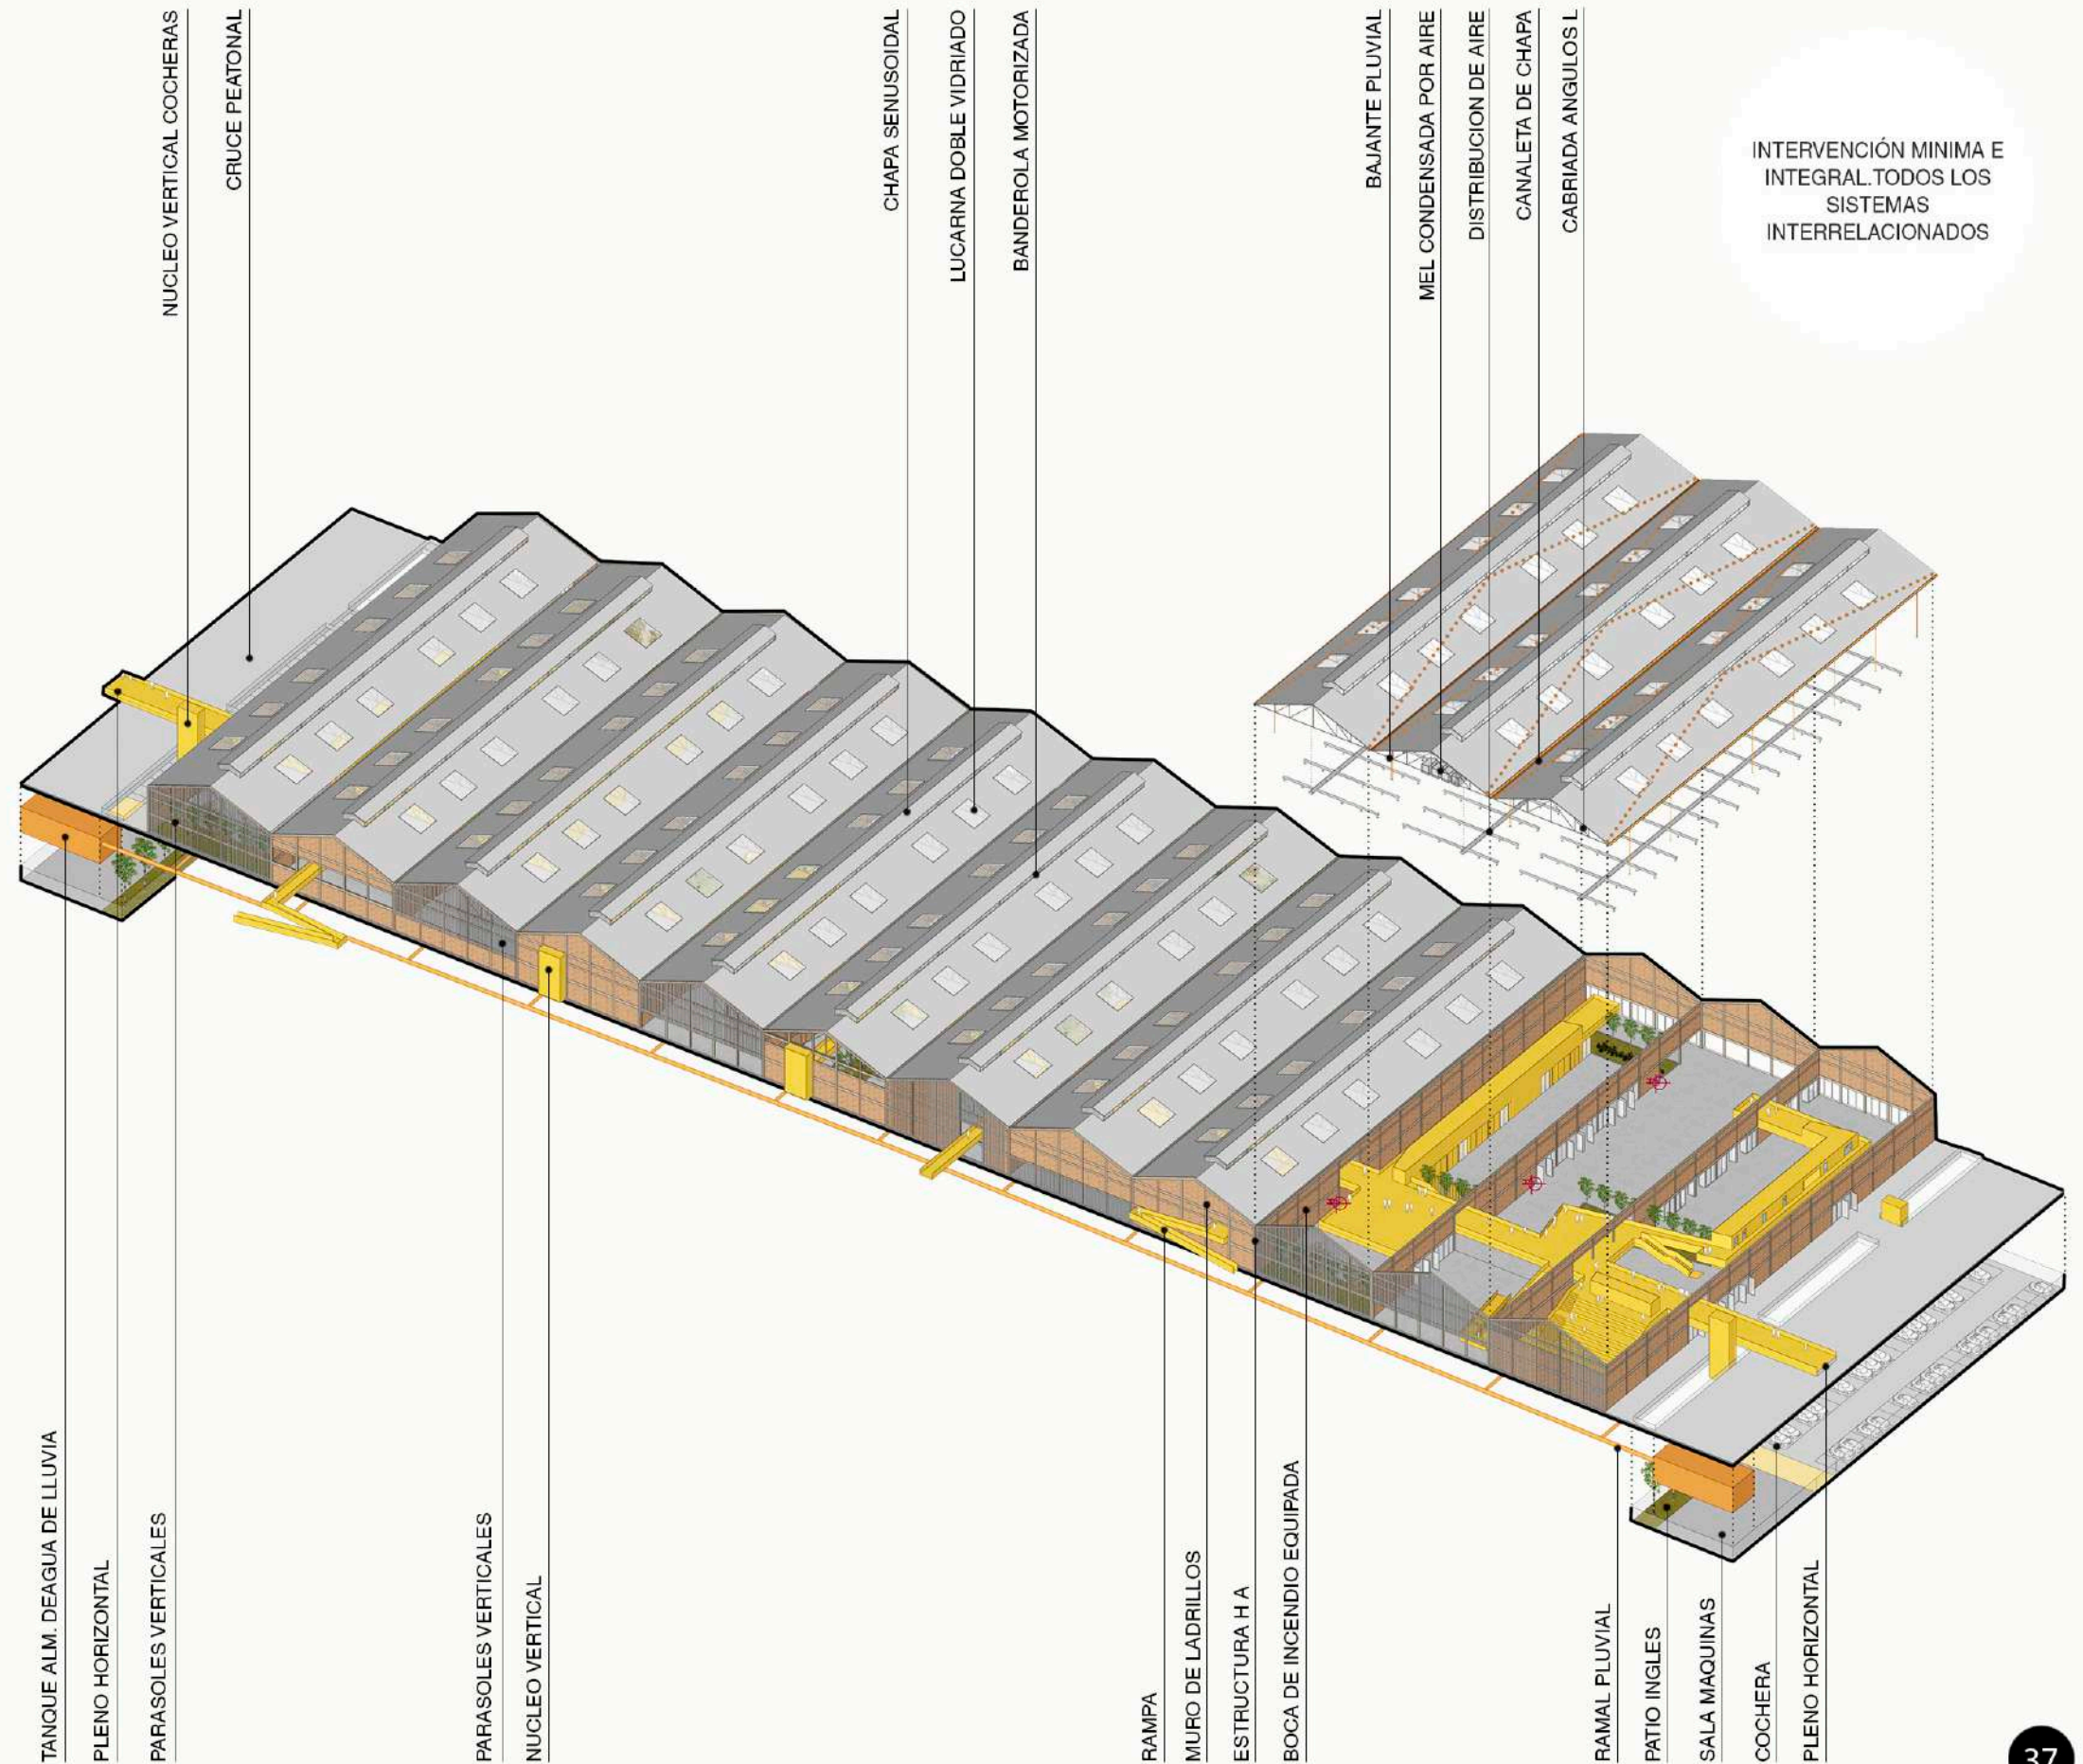 NUCLEO VERTICAL COCHERAS
CRUCE PEATONAL
CHAPA SENUSOIDAL
LUCARNA DOBLE VIDRIADO
BANDEROLA MOTORIZADA
BAJANTE PLUVIAL
MEL CONDENSADA POR AIRE
DISTRIBUCION DE AIRE
CANALETA DE CHAPA
CABRIADA ANGULOS L
INTERVENCIÓN MINIMA E
INTEGRAL.TODOS LOS
SISTEMAS
INTERRELACIONADOS
TANQUE ALM. DEAGUA DE LLUVIA
PLENO HORIZONTAL
PARASOLES VERTICALES
PARASOLES VERTICALES
NUCLEO VERTICAL
RAMPA
MURO DE LADRILLOS
ESTRUCTURA H A
BOCA DE INCENDIO EQUIPADA
RAMAL PLUVIAL
PATIO INGLES
SALA MAQUINAS
COCHERA
PLENO HORIZONTAL
37